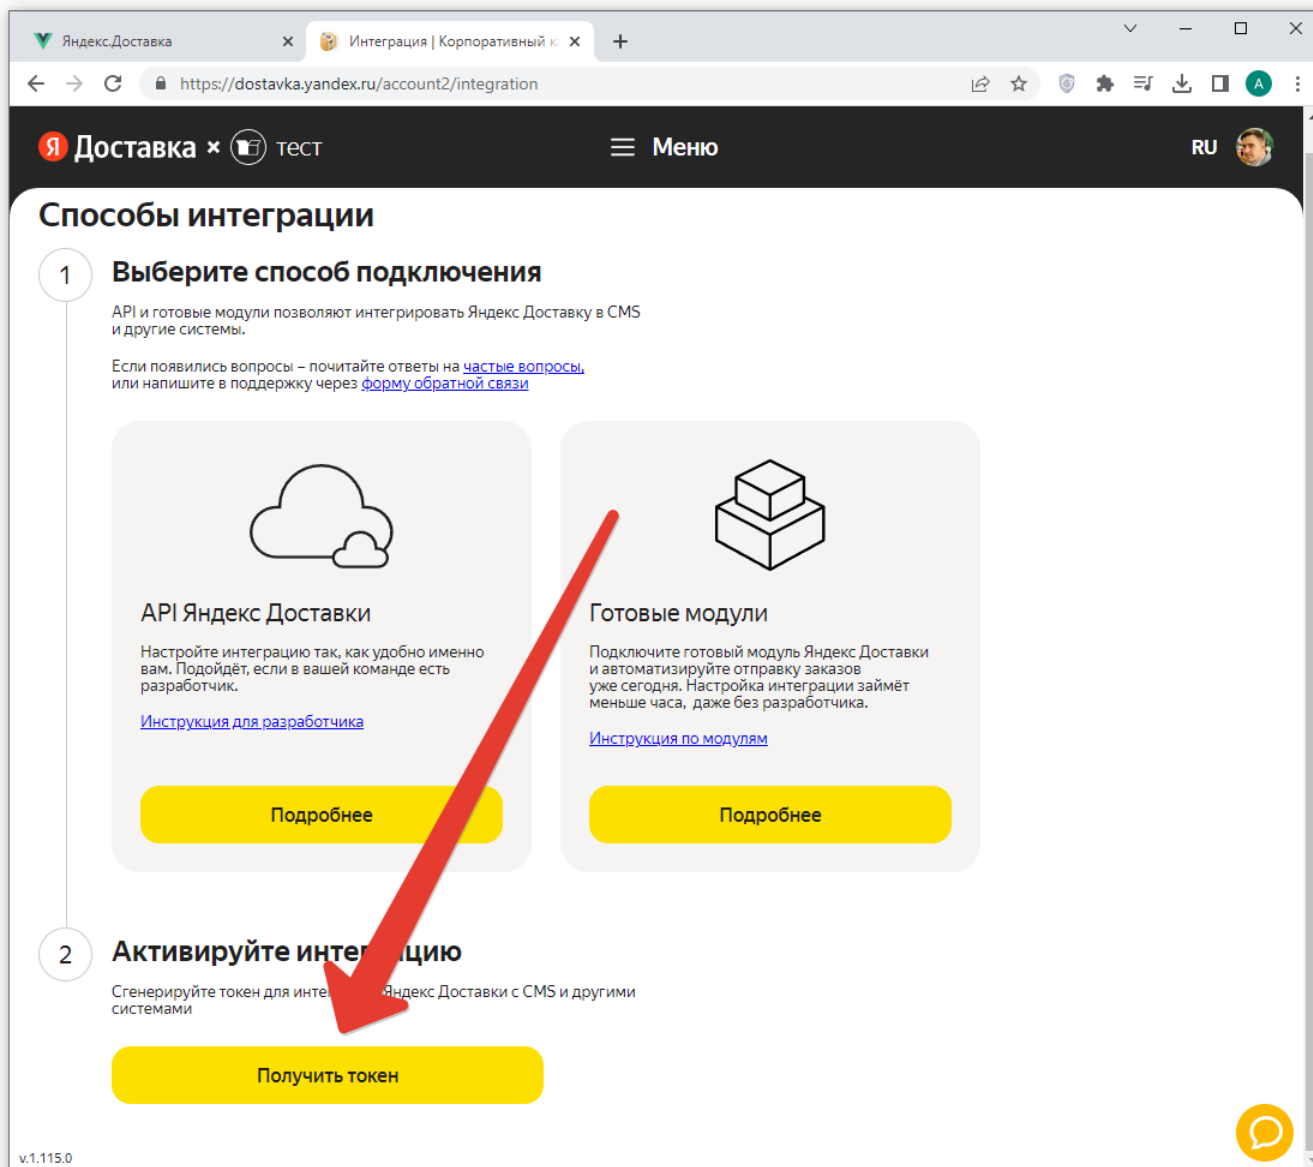 Яндекс.Доставка
Интеграция | Корпоративный к
https://dostavka.yandex.ru/account2/integration
A
Я Доставка × тест
Меню
RU
Способы интеграции
1
Выберите способ подключения
API и готовые модули позволяют интегрировать Яндекс Доставку в CMS
и другие системы.
Если появились вопросы – почитайте ответы на частые вопросы,
или напишите в поддержку через форму обратной связи
API Яндекс Доставки
Настройте интеграцию так, как удобно именно
вам. Подойдёт, если в вашей команде есть
разработчик.
Инструкция для разработчика
Подробнее
Готовые модули
Подключите готовый модуль Яндекс Доставки
и автоматизируйте отправку заказов
уже сегодня. Настройка интеграции займёт
меньше часа, даже без разработчика.
Инструкция по модулям
Подробнее
2
Активируйте интеграцию
Сгенерируйте токен для инте Яндекс Доставки с CMS и другими
системами
Получить токен
v.1.115.0